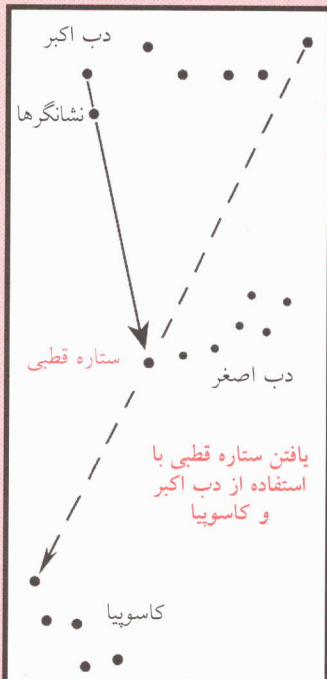 دب اکبر
نشانگرها
ستاره قطبی
دب اصغر
یافتن ستاره قطبی با
استفاده از دب اکبر
و کاسوپیا
کاسوپیا